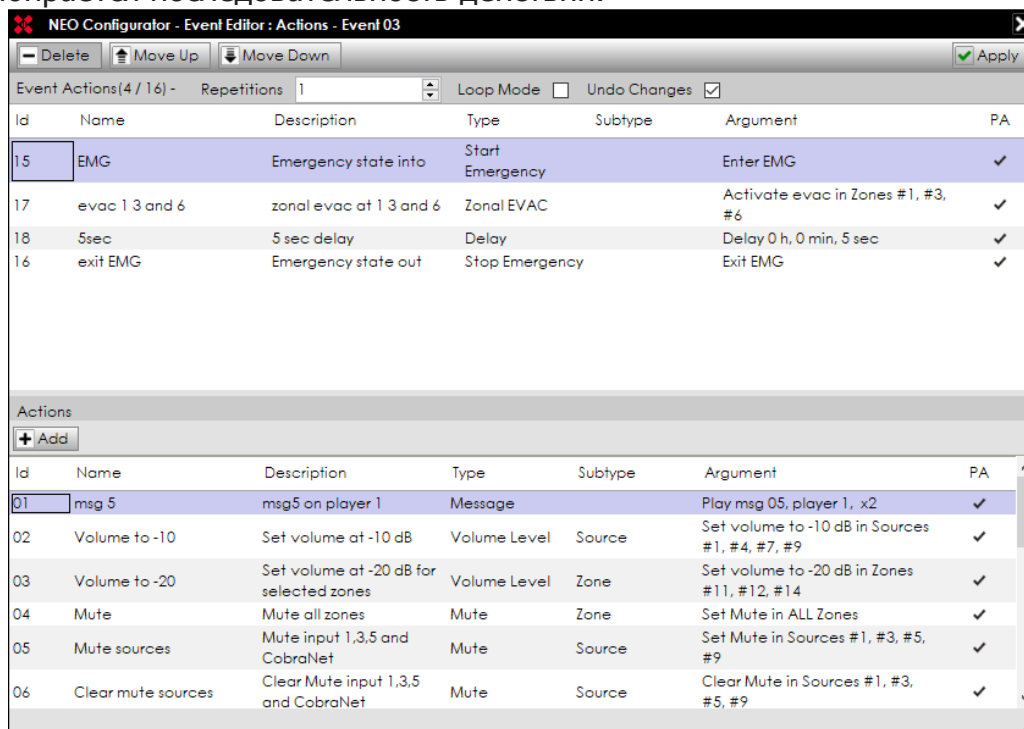 последовательность действий.
NEO Configurator - Event Editor : Actions - Event 03
Delete Move Up Move Down Apply
Event Actions(4 / 16) - Repetitions 1 Loop Mode Undo Changes
Id Name Description Type Subtype Argument PA
15 EMG Emergency state into Start Emergency Enter EMG
17 evac 1 3 and 6 zonal evac at 1 3 and 6 Zonal EVAC Activate evac in Zones #1, #3, #6
18 5sec 5 sec delay Delay Delay 0 h, 0 min, 5 sec
16 exit EMG Emergency state out Stop Emergency Exit EMG
Actions
Add
Id Name Description Type Subtype Argument PA
01 msg 5 msg5 on player 1 Message Play msg 05, player 1, x2
02 Volume to -10 Set volume at -10 dB Volume Level Source Set volume to -10 dB in Sources #1, #4, #7, #9
03 Volume to -20 Set volume at -20 dB for selected zones Volume Level Zone Set volume to -20 dB in Zones #11, #12, #14
04 Mute Mute all zones Mute Zone Set Mute in ALL Zones
05 Mute sources Mute input 1,3,5 and CobraNet Mute Source Set Mute in Sources #1, #3, #5, #9
06 Clear mute sources Clear Mute input 1,3,5 and CobraNet Mute Source Clear Mute in Sources #1, #3, #5, #9